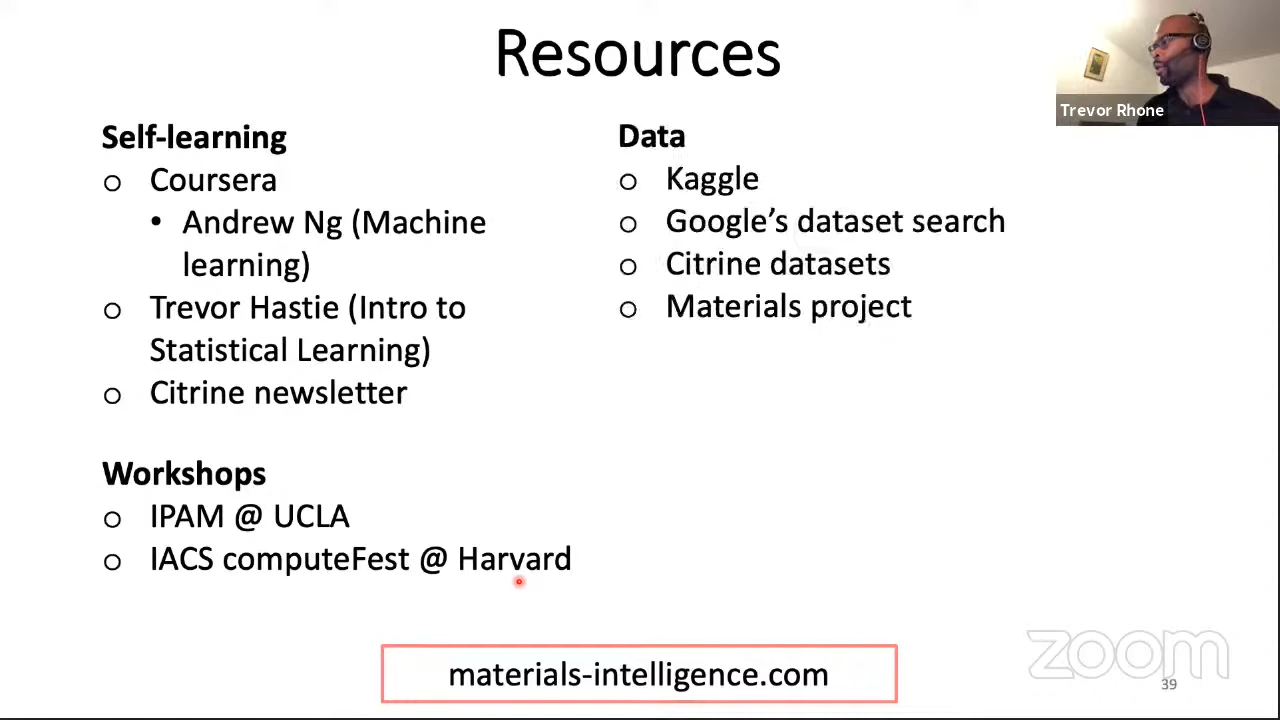 Resources
Trevor Rhone
Self-learning
o Coursera
• Andrew Ng (Machine
learning)
o Trevor Hastie (Intro to
Statistical Learning)
o Citrine newsletter
Workshops
o IPAM @ UCLA
o IACS computeFest @ Harvard
Data
o Kaggle
o Google’s dataset search
o Citrine datasets
o Materials project
materials-intelligence.com
zoom
39